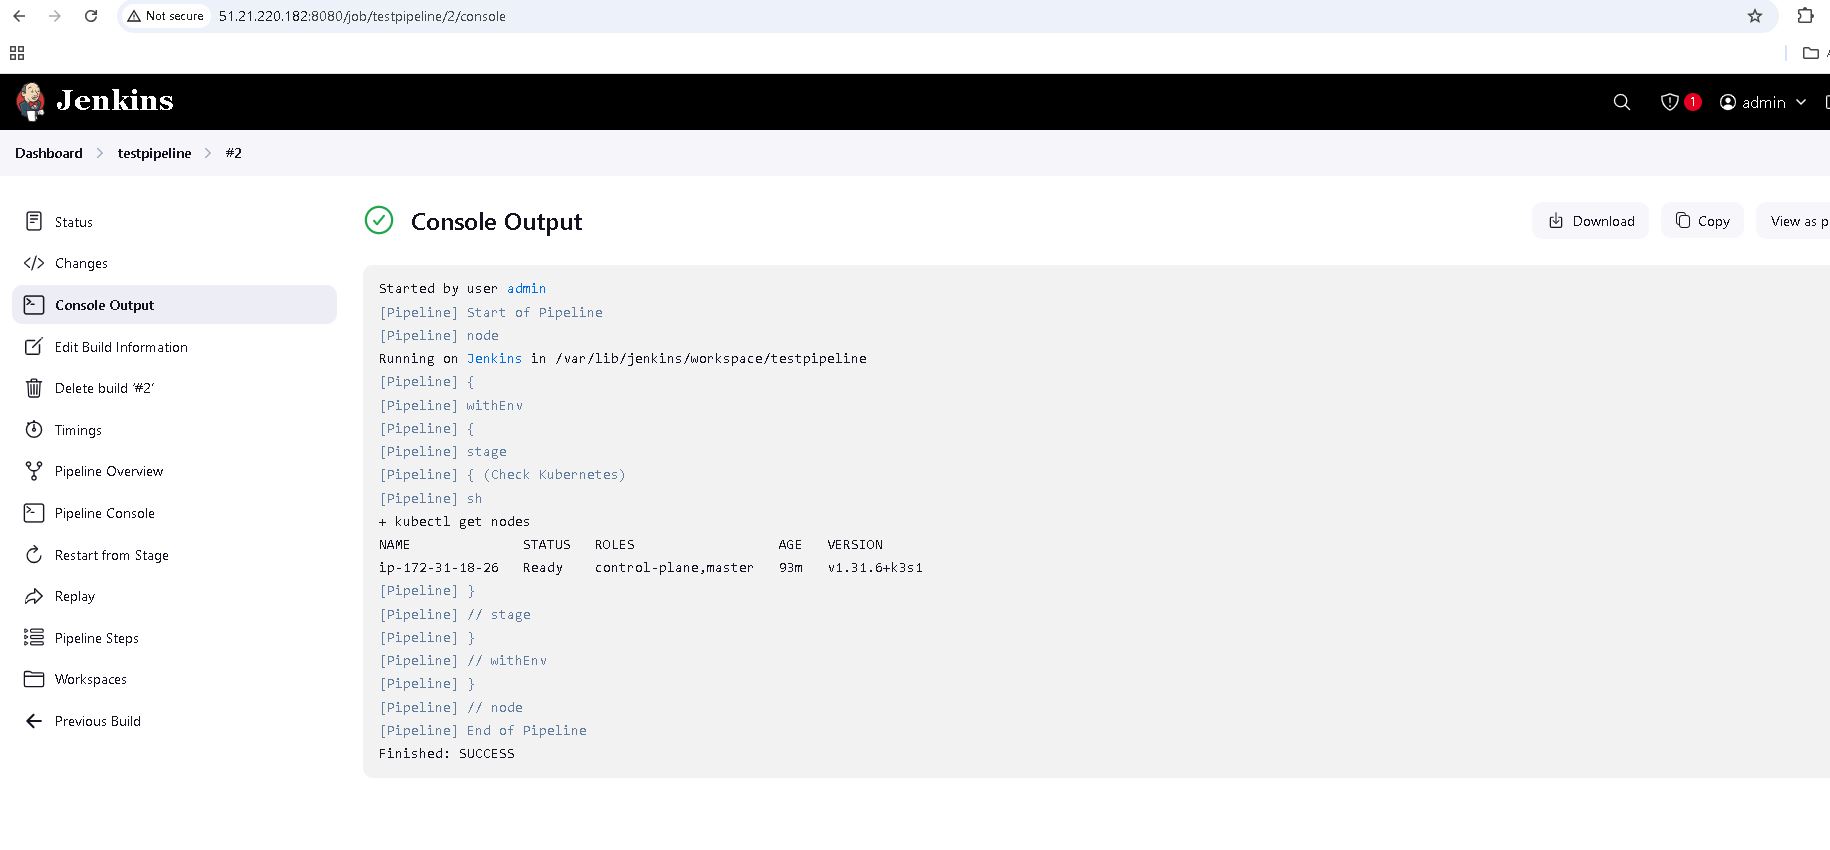 Not secure 51.21.220.182:8080/job/testpipeline/2/console
Jenkins
1 admin
Dashboard testpipeline #2
Status
Changes
Console Output
Edit Build Information
Delete build ‘#2’
Timings
Pipeline Overview
Pipeline Console
Restart from Stage
Replay
Pipeline Steps
Workspaces
Previous Build
Console Output
Download Copy View as p
Started by user admin
[Pipeline] Start of Pipeline
[Pipeline] node
Running on Jenkins in /var/lib/jenkins/workspace/testpipeline
[Pipeline] {
[Pipeline] withEnv
[Pipeline] {
[Pipeline] stage
[Pipeline] { (Check Kubernetes)
[Pipeline] sh
+ kubectl get nodes
NAME STATUS ROLES AGE VERSION
ip-172-31-18-26 Ready control-plane,master 93m v1.31.6+k3s1
[Pipeline] }
[Pipeline] // stage
[Pipeline] }
[Pipeline] // withEnv
[Pipeline] }
[Pipeline] // node
[Pipeline] End of Pipeline
Finished: SUCCESS